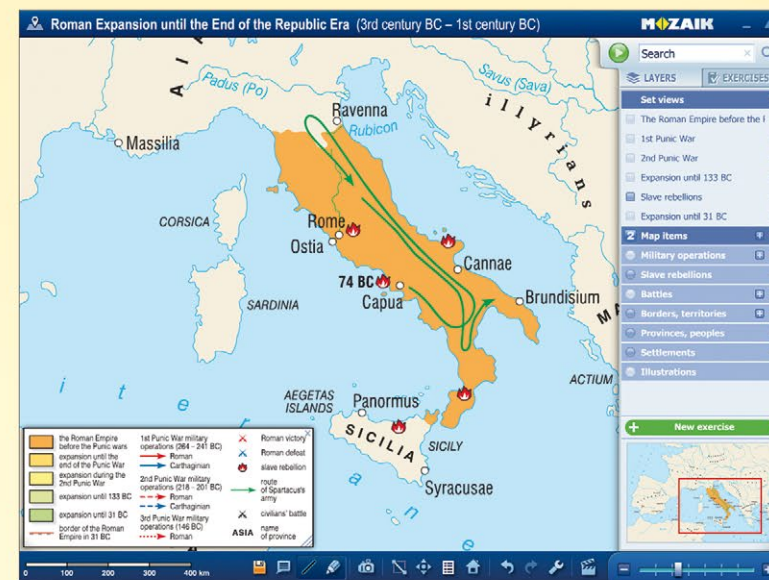 Roman Expansion until the End of the Republic Era (3rd century BC – 1st century BC)
MOZAIK
Search
LAYERS
EXERCISES
Set views
The Roman Empire before the
1st Punic War
2nd Punic War
Expansion until 133 BC
Slave rebellions
Expansion until 31 BC
Map items
Military operations
Slave rebellions
Battles
Borders, territories
Provinces, peoples
Settlements
Illustrations
New exercise
Padus (Po)
Savus (Sava)
illyrians
Ravenna
Rubicon
Massilia
CORSICA
Rome
Ostia
Cannae
74 BC
Capua
Brundisium
SARDINIA
ACTIUM
AEGETAS
ISLANDS
Panormus
SICILIA
SICILY
Syracusae
the Roman Empire
before the Punic wars
expansion until the
end of the Punic War
expansion during the
2nd Punic War
expansion until 133 BC
expansion until 31 BC
border of the Roman
Empire in 31 BC
1st Punic War military
operations (264 – 241 BC)
Roman
Carthaginian
2nd Punic War military
operations (218 – 201 BC)
Roman
Carthaginian
3rd Punic War military
operations (146 BC)
Roman
Roman victory
Roman defeat
slave rebellion
route
of Spartacus's
army
civilians' battle
ASIA
name
of province
0 100 200 300 400 km